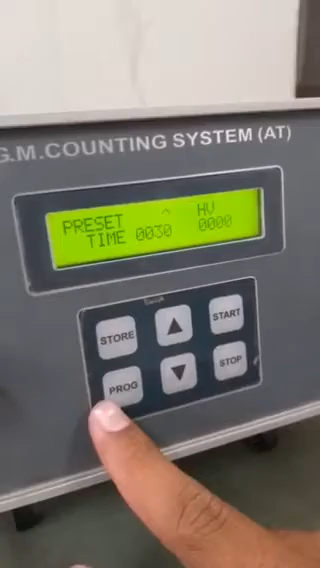 G.M.COUNTING SYSTEM (AT)
PRESET ^ HV
TIME 0030 0000
STORE ▲ START
PROG ▼ STOP